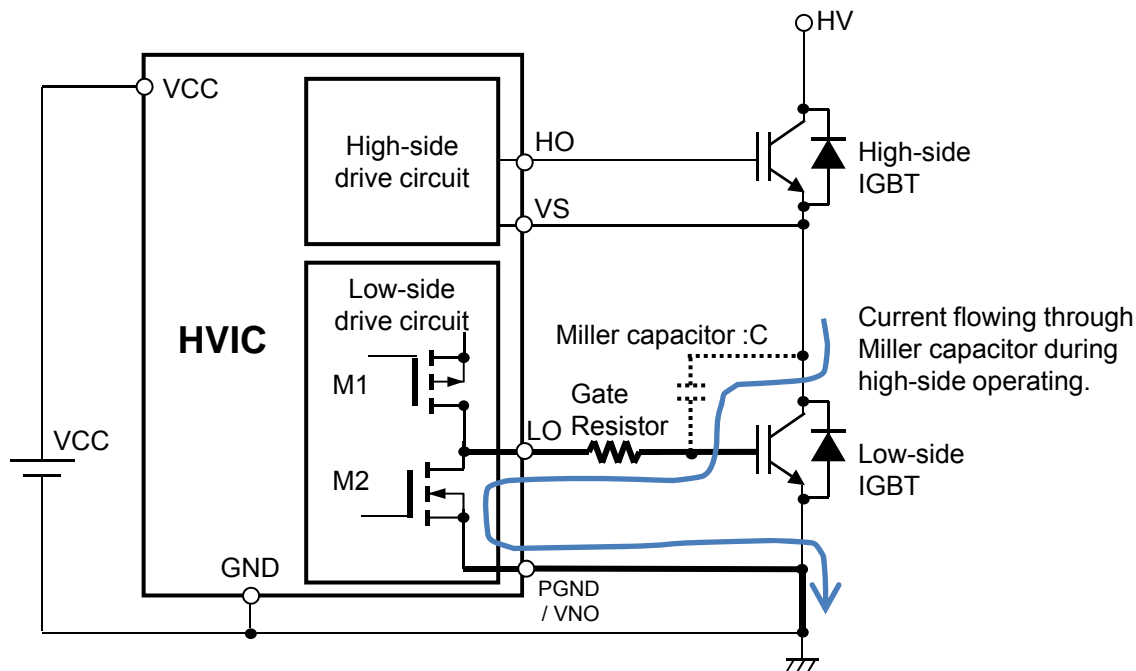 HV
VCC
High-side
drive circuit
HO
High-side
IGBT
VS
Low-side
drive circuit
HVIC
Miller capacitor :C
Current flowing through
Miller capacitor during
high-side operating.
M1
Gate
Resistor
LO
VCC
M2
Low-side
IGBT
GND
PGND
/ VNO